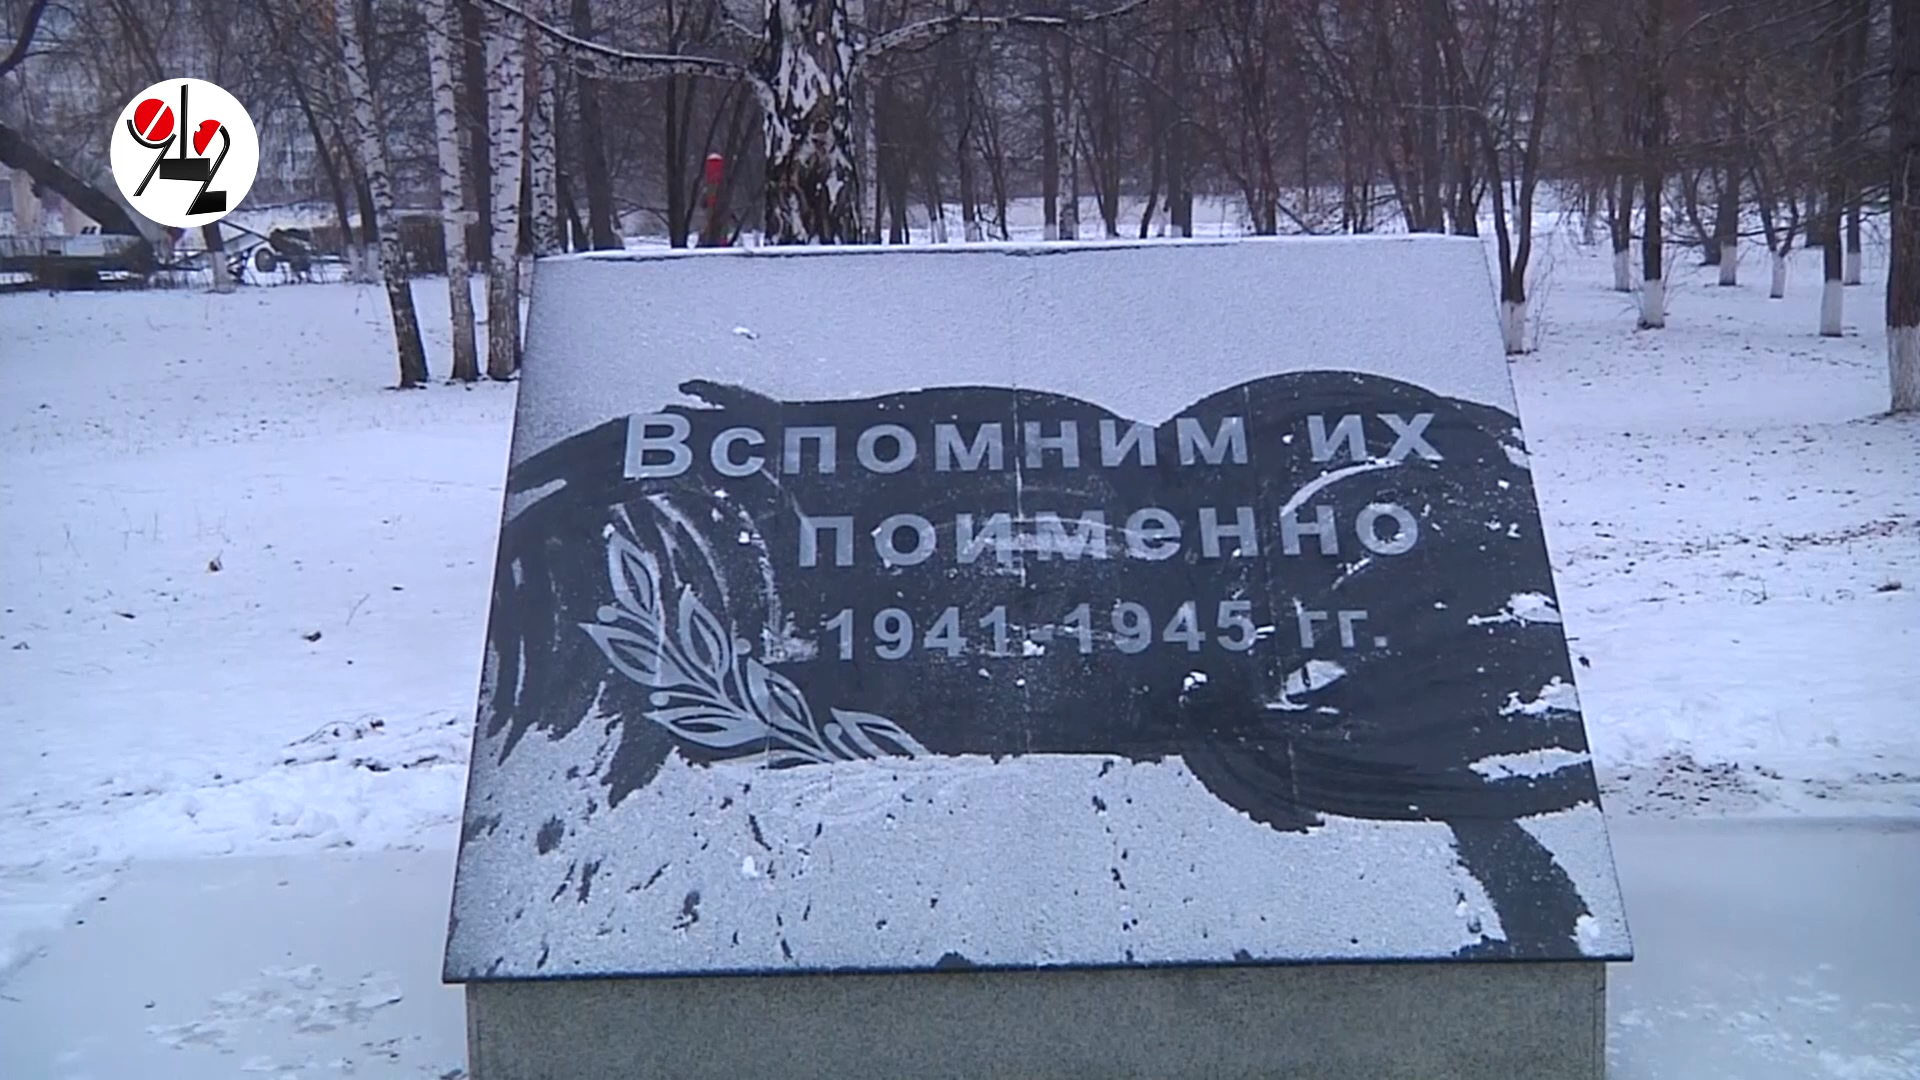 Вспомним их
поименно
1941-1945 гг.